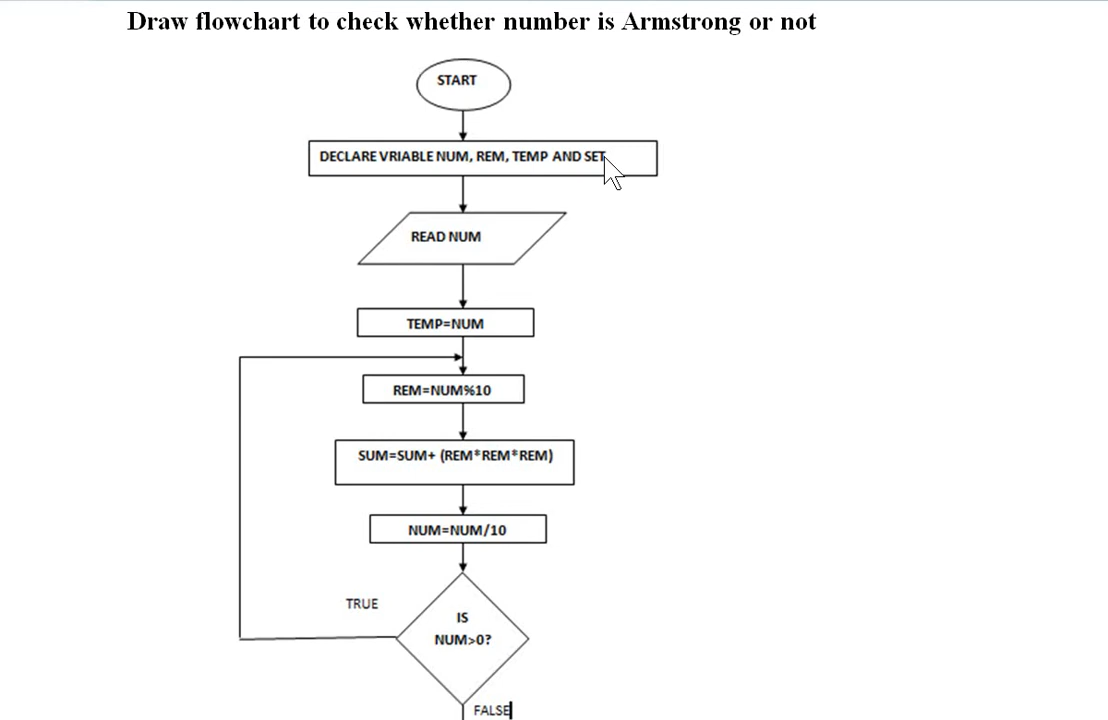 Draw flowchart to check whether number is Armstrong or not
START
DECLARE VRIABLE NUM, REM, TEMP AND SET
READ NUM
TEMP=NUM
REM=NUM%10
SUM=SUM+ (REM*REM*REM)
NUM=NUM/10
TRUE
IS
NUM>0?
FALSE